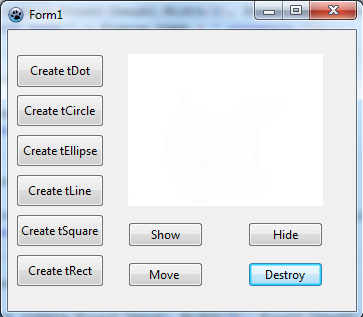 Form1
Create tDot
Create tCircle
Create tEllipse
Create tLine
Create tSquare
Create tRect
Show
Hide
Move
Destroy